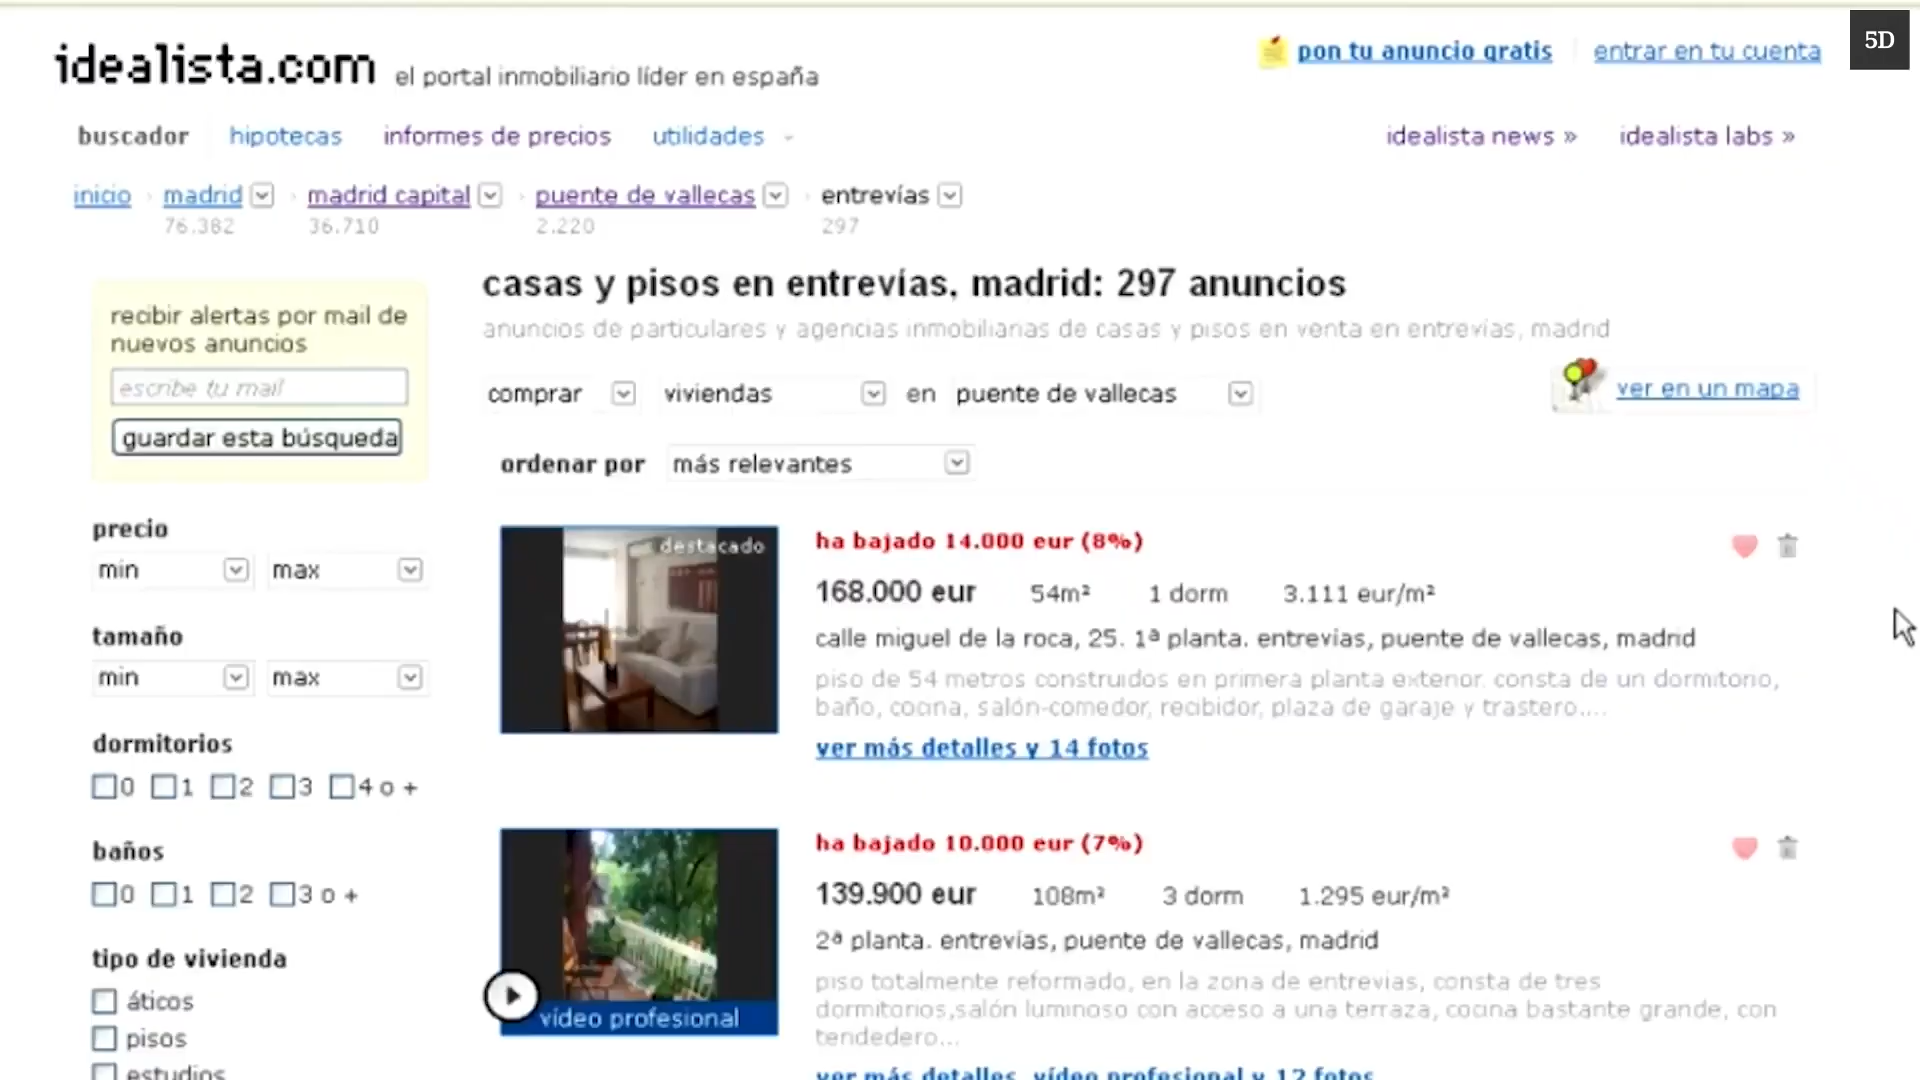 5D
idealista.com el portal inmobiliario líder en españa
pon tu anuncio gratis entrar en tu cuenta
buscador hipotecas informes de precios utilidades
idealista news » idealista labs »
inicio madrid madrid capital puente de vallecas entrevías
76.382 36.710 2.220 297
recibir alertas por mail de
nuevos anuncios
escribe tu mail
guardar esta búsqueda
precio
min max
tamaño
min max
dormitorios
0 1 2 3 4 o +
baños
0 1 2 3 o +
tipo de vivienda
áticos
pisos
estudios
casas y pisos en entrevías, madrid: 297 anuncios
anuncios de particulares y agencias inmobiliarias de casas y pisos en venta en entrevías, madrid
comprar viviendas en puente de vallecas
ver en un mapa
ordenar por más relevantes
destacado
ha bajado 14.000 eur (8%)
168.000 eur 54m² 1 dorm 3.111 eur/m²
calle miguel de la roca, 25. 1ª planta. entrevías, puente de vallecas, madrid
piso de 54 metros construidos en primera planta exterior. consta de un dormitorio,
baño, cocina, salón-comedor, recibidor, plaza de garaje y trastero....
ver más detalles y 14 fotos
vídeo profesional
ha bajado 10.000 eur (7%)
139.900 eur 108m² 3 dorm 1.295 eur/m²
2ª planta. entrevías, puente de vallecas, madrid
piso totalmente reformado, en la zona de entrevias, consta de tres
dormitorios,salón luminoso con acceso a una terraza, cocina bastante grande, con
tendedero...
ver más detalles, vídeo profesional y 12 fotos